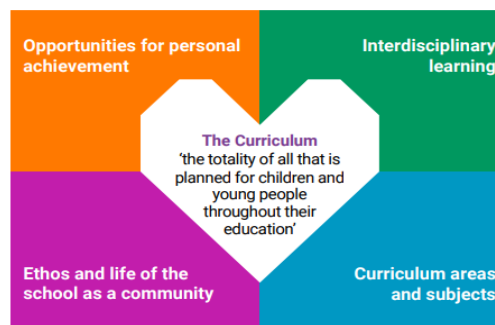 Opportunities for personal
achievement
Interdisciplinary
learning
The Curriculum
‘the totality of all that is
planned for children and
young people
throughout their
education’
Ethos and life of the
school as a community
Curriculum areas
and subjects